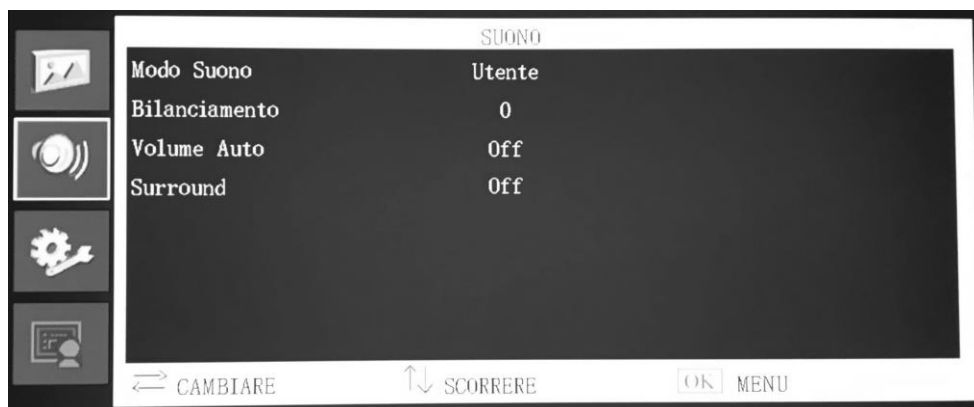 SUONO
Modo Suono Utente
Bilanciamento 0
Volume Auto Off
Surround Off
CAMBIARE SCORRERE OK MENU